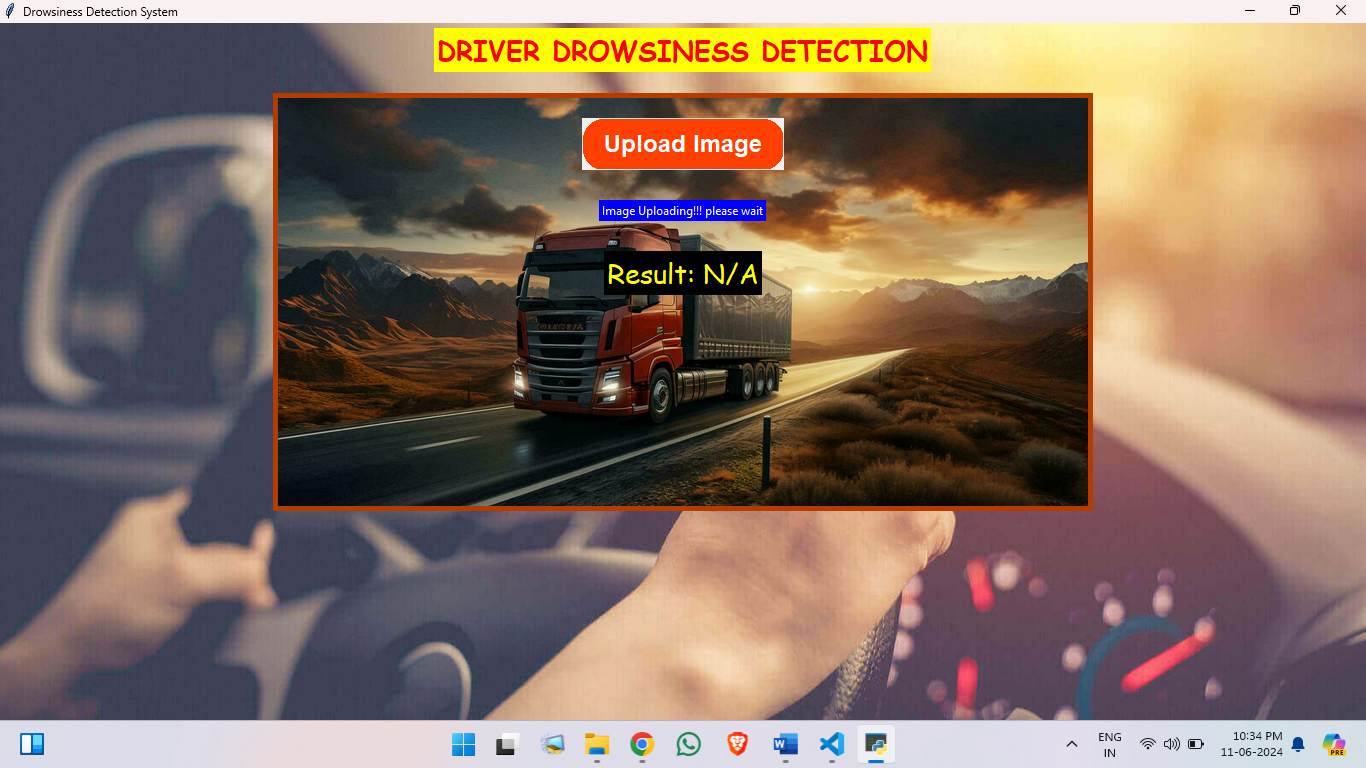 Drowsiness Detection System
DRIVER DROWSINESS DETECTION
Upload Image
Image Uploading!!! please wait
Result: N/A
ENG
IN
10:34 PM
11-06-2024
PRE